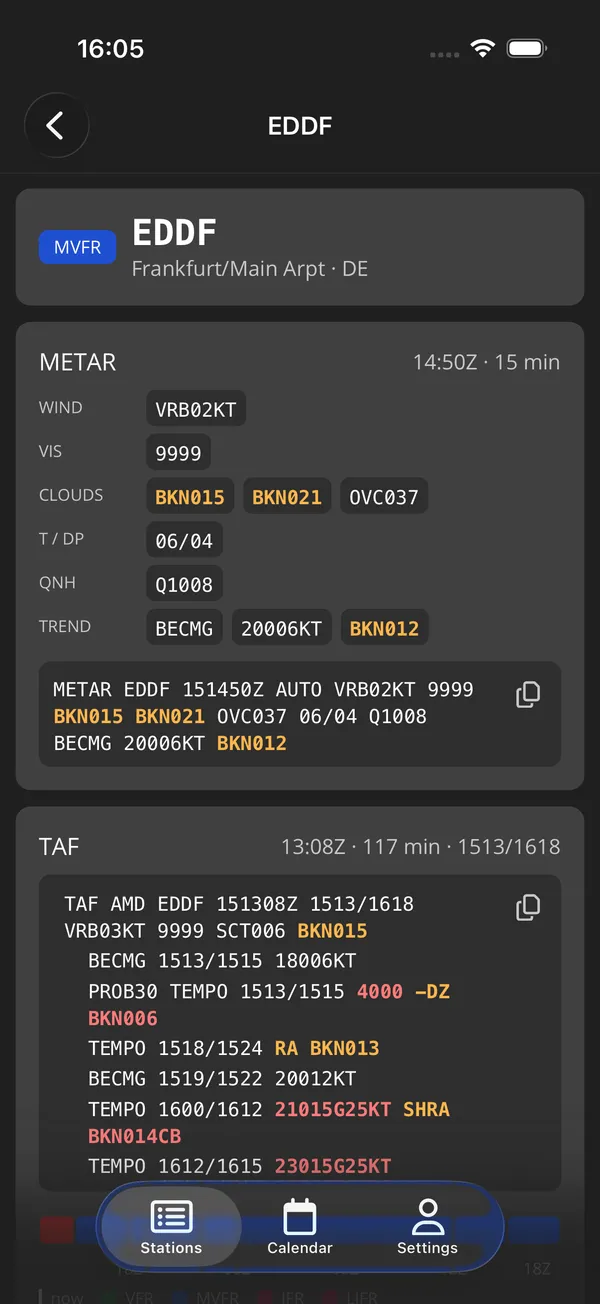 16:05
EDDF
MVFR
EDDF
Frankfurt/Main Arpt · DE
METAR 14:50Z · 15 min
WIND VRB02KT
VIS 9999
CLOUDS BKN015 BKN021 OVC037
T / DP 06/04
QNH Q1008
TREND BECMG 20006KT BKN012
METAR EDDF 151450Z AUTO VRB02KT 9999
BKN015 BKN021 OVC037 06/04 Q1008
BECMG 20006KT BKN012
TAF 13:08Z · 117 min · 1513/1618
TAF AMD EDDF 151308Z 1513/1618
VRB03KT 9999 SCT006 BKN015
BECMG 1513/1515 18006KT
PROB30 TEMPO 1513/1515 4000 -DZ
BKN006
TEMPO 1518/1524 RA BKN013
BECMG 1519/1522 20012KT
TEMPO 1600/1612 21015G25KT SHRA
BKN014CB
TEMPO 1612/1615 23015G25KT
Stations Calendar Settings
18Z
now VFR MVFR IFR LIFR